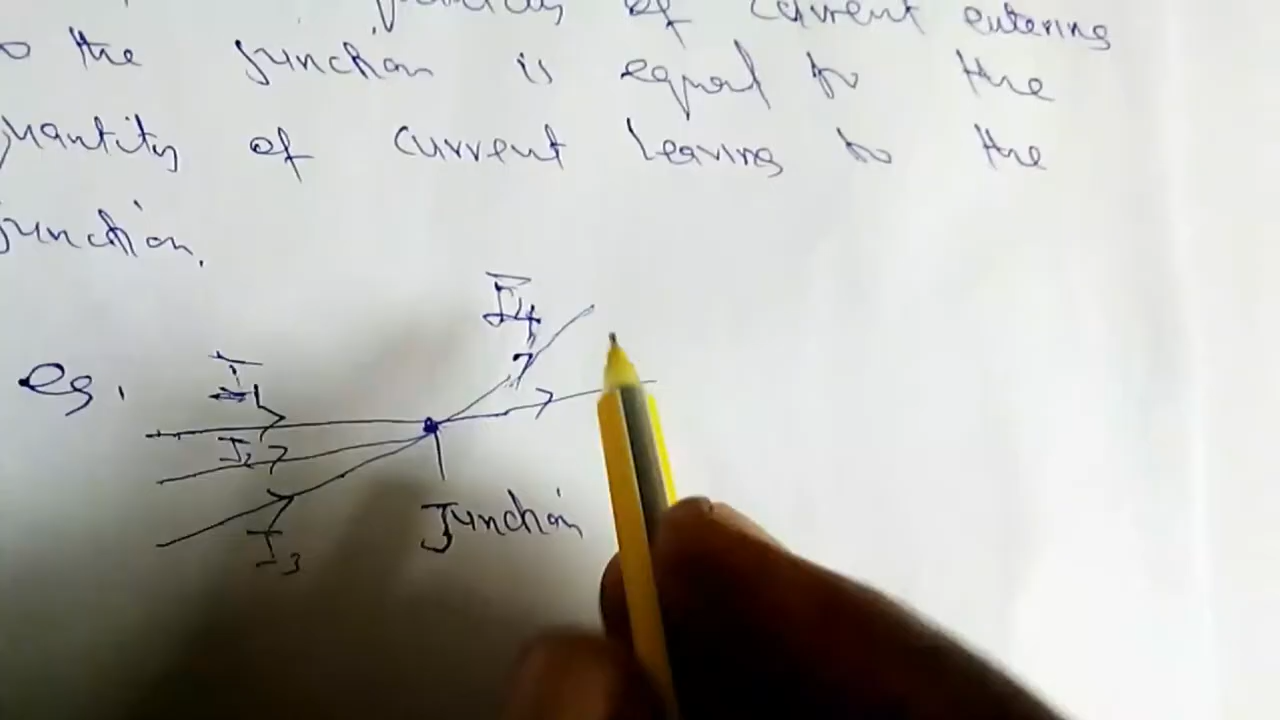 of current entering
the junction is equal to the
quantity of current leaving to the
junction.
eg.
I4
I1
I2
I3
Junction